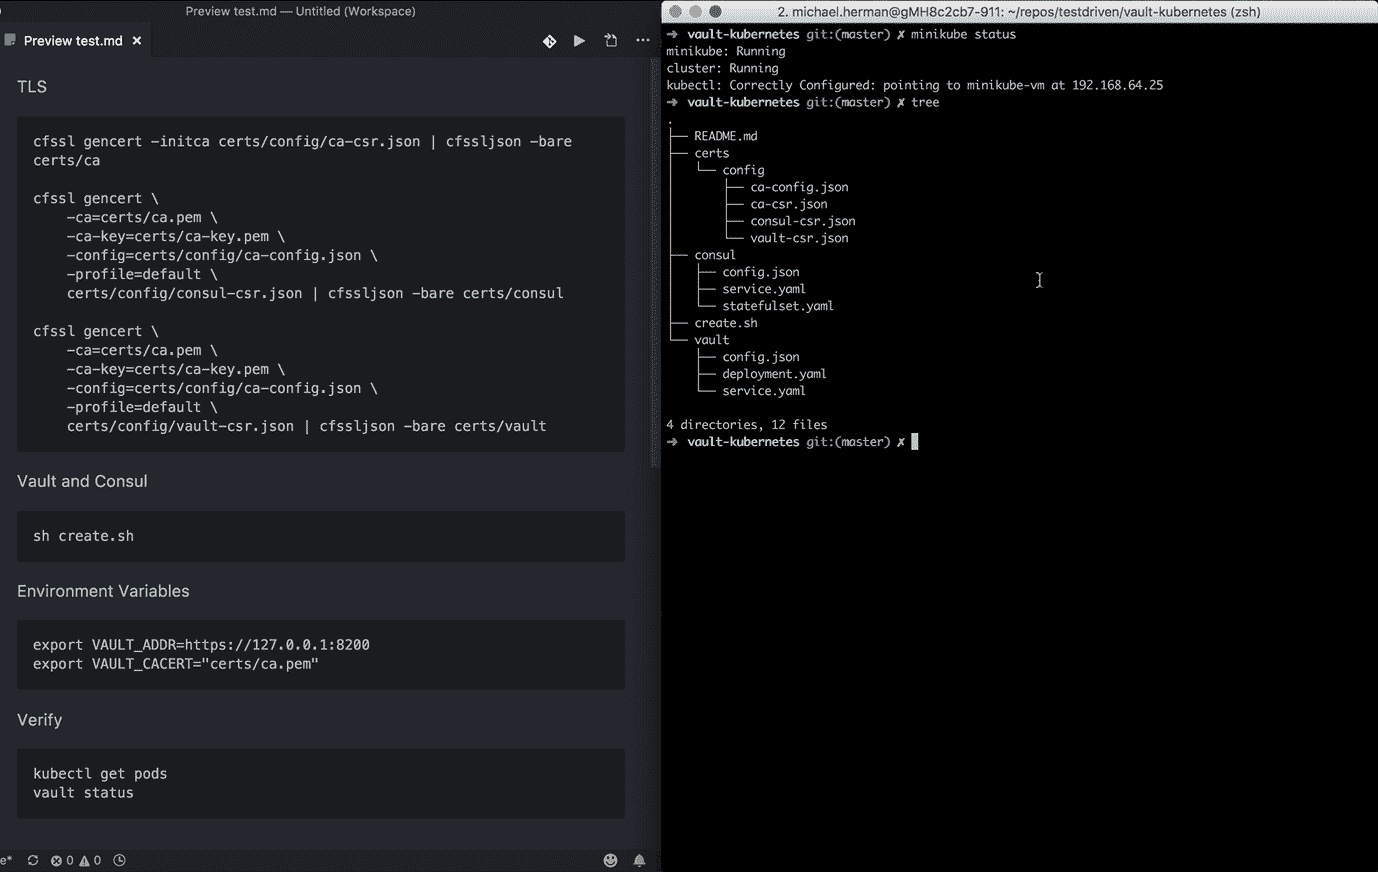 Preview test.md — Untitled (Workspace)
Preview test.md ×
TLS
cfssl gencert -initca certs/config/ca-csr.json | cfssljson -bare
certs/ca
cfssl gencert \
    -ca=certs/ca.pem \
    -ca-key=certs/ca-key.pem \
    -config=certs/config/ca-config.json \
    -profile=default \
    certs/config/consul-csr.json | cfssljson -bare certs/consul
cfssl gencert \
    -ca=certs/ca.pem \
    -ca-key=certs/ca-key.pem \
    -config=certs/config/ca-config.json \
    -profile=default \
    certs/config/vault-csr.json | cfssljson -bare certs/vault
Vault and Consul
sh create.sh
Environment Variables
export VAULT_ADDR=https://127.0.0.1:8200
export VAULT_CACERT="certs/ca.pem"
Verify
kubectl get pods
vault status
e* 0 0
2. michael.herman@gMH8c2cb7-911: ~/repos/testdriven/vault-kubernetes (zsh)
➜  vault-kubernetes git:(master) ✗ minikube status
minikube: Running
cluster: Running
kubectl: Correctly Configured: pointing to minikube-vm at 192.168.64.25
➜  vault-kubernetes git:(master) ✗ tree
.
├── README.md
├── certs
│   └── config
│       ├── ca-config.json
│       ├── ca-csr.json
│       ├── consul-csr.json
│       └── vault-csr.json
├── consul
│   ├── config.json
│   ├── service.yaml
│   └── statefulset.yaml
├── create.sh
└── vault
    ├── config.json
    ├── deployment.yaml
    └── service.yaml
4 directories, 12 files
➜  vault-kubernetes git:(master) ✗